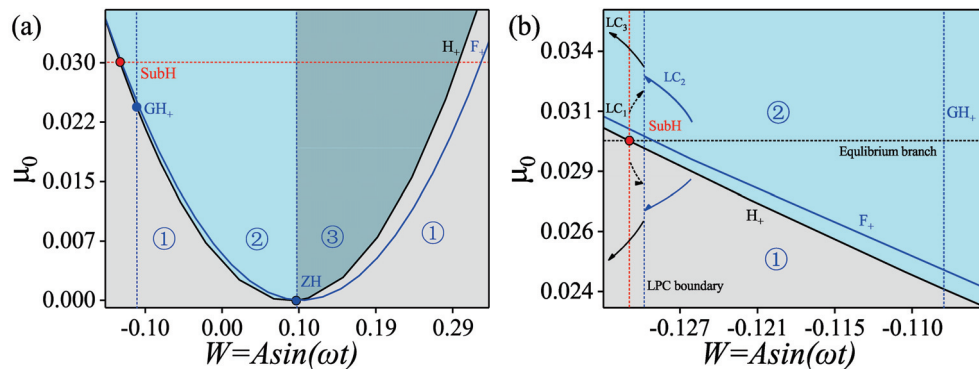 (a)
H₊
F₊
0.030
SubH
GH₊
0.022
μ₀
0.015
0.007
①
②
③
①
ZH
0.000
-0.10
0.00
0.10
0.19
0.29
W=Asin(ωt)
(b)
LC₃
0.034
LC₂
GH₊
LC₁
②
0.031
SubH
Equlibrium branch
0.029
μ₀
H₊
F₊
0.026
①
LPC boundary
0.024
-0.127
-0.121
-0.115
-0.110
W=Asin(ωt)